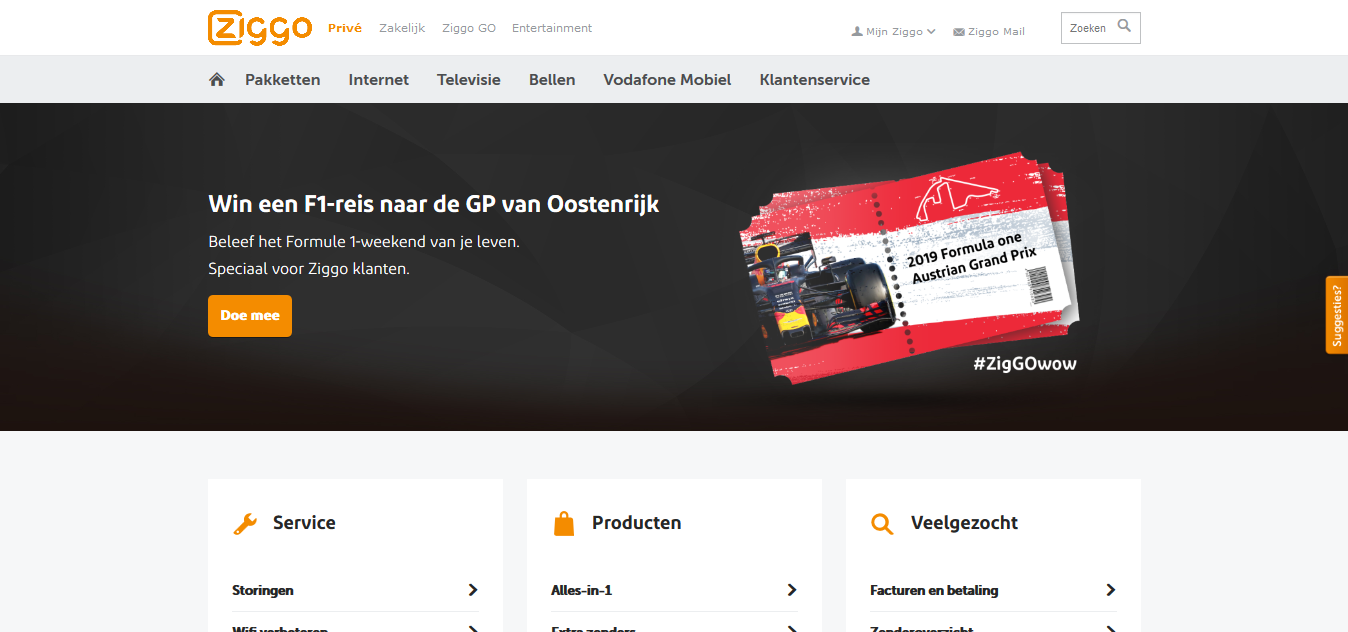 ziggo Privé Zakelijk Ziggo GO Entertainment Mijn Ziggo Ziggo Mail Zoeken
Pakketten Internet Televisie Bellen Vodafone Mobiel Klantenservice
Win een F1-reis naar de GP van Oostenrijk
Beleef het Formule 1-weekend van je leven.
Speciaal voor Ziggo klanten.
Doe mee
2019 Formula one
Austrian Grand Prix
#ZigGOwow
Suggesties?
Service
Storingen
Wifi verbeteren
Producten
Alles-in-1
Extra zenders
Veelgezocht
Facturen en betaling
Zenderoverzicht